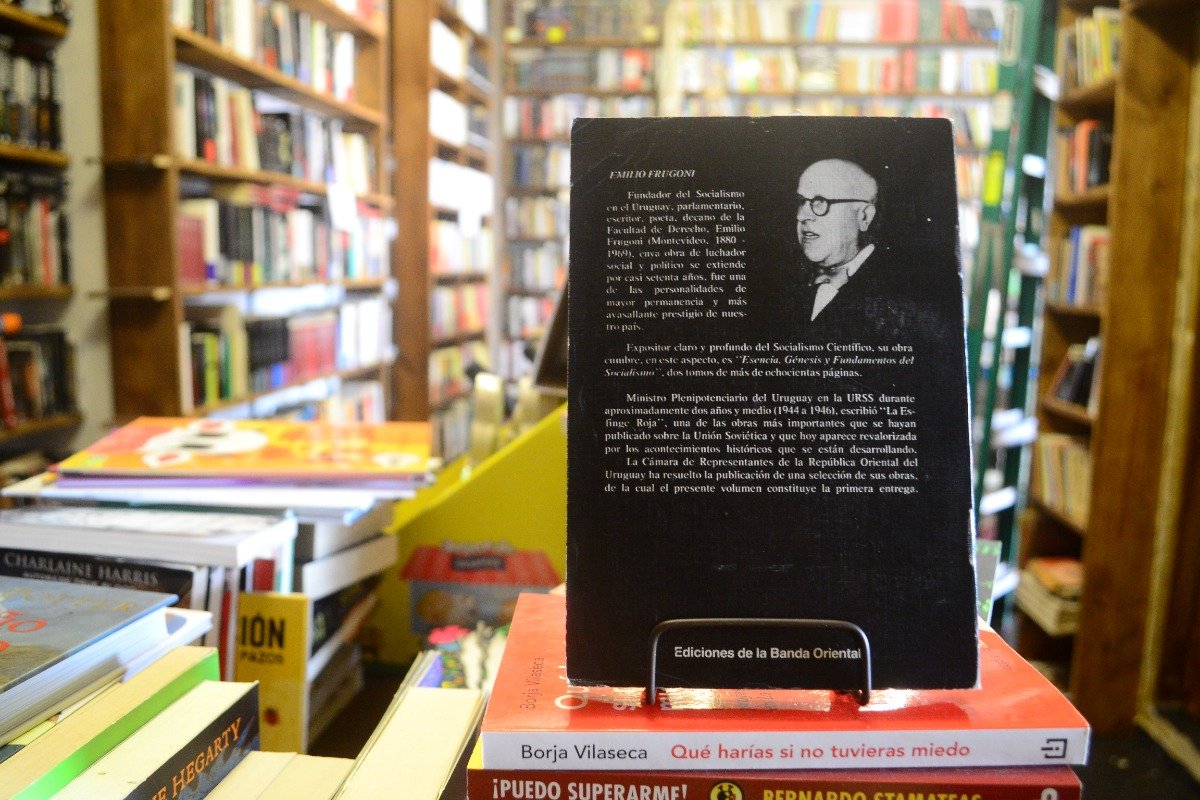 EMILIO FRUGONI
Fundador del Socialismo
en el Uruguay, parlamentario,
escritor, poeta, decano de la
Facultad de Derecho, Emilio
Frugoni (Montevideo, 1880 -
1969), cuya obra de luchador
social y político se extiende
por casi setenta años, fue una
de las personalidades de
mayor permanencia y más
avasallante prestigio de nues-
tro país.
Expositor claro y profundo del Socialismo Científico, su obra
cumbre, en este aspecto, es "Esencia, Génesis y Fundamentos del
Socialismo", dos tomos de más de ochocientas páginas.
Ministro Plenipotenciario del Uruguay en la URSS durante
aproximadamente dos años y medio (1944 a 1946), escribió "La Es-
finge Roja", una de las obras más importantes que se hayan
publicado sobre la Unión Soviética y que hoy aparece revalorizada
por los acontecimientos históricos que se están desarrollando.
La Cámara de Representantes de la República Oriental del
Uruguay ha resuelto la publicación de una selección de sus obras,
de la cual el presente volumen constituye la primera entrega.
Ediciones de la Banda Oriental
Borja Vilaseca
Borja Vilaseca Qué harías si no tuvieras miedo
¡PUEDO SUPERARME! BERNARDO STAMATEAS
CHARLAINE HARRIS
IÓN
PAZOS
HEGARTY